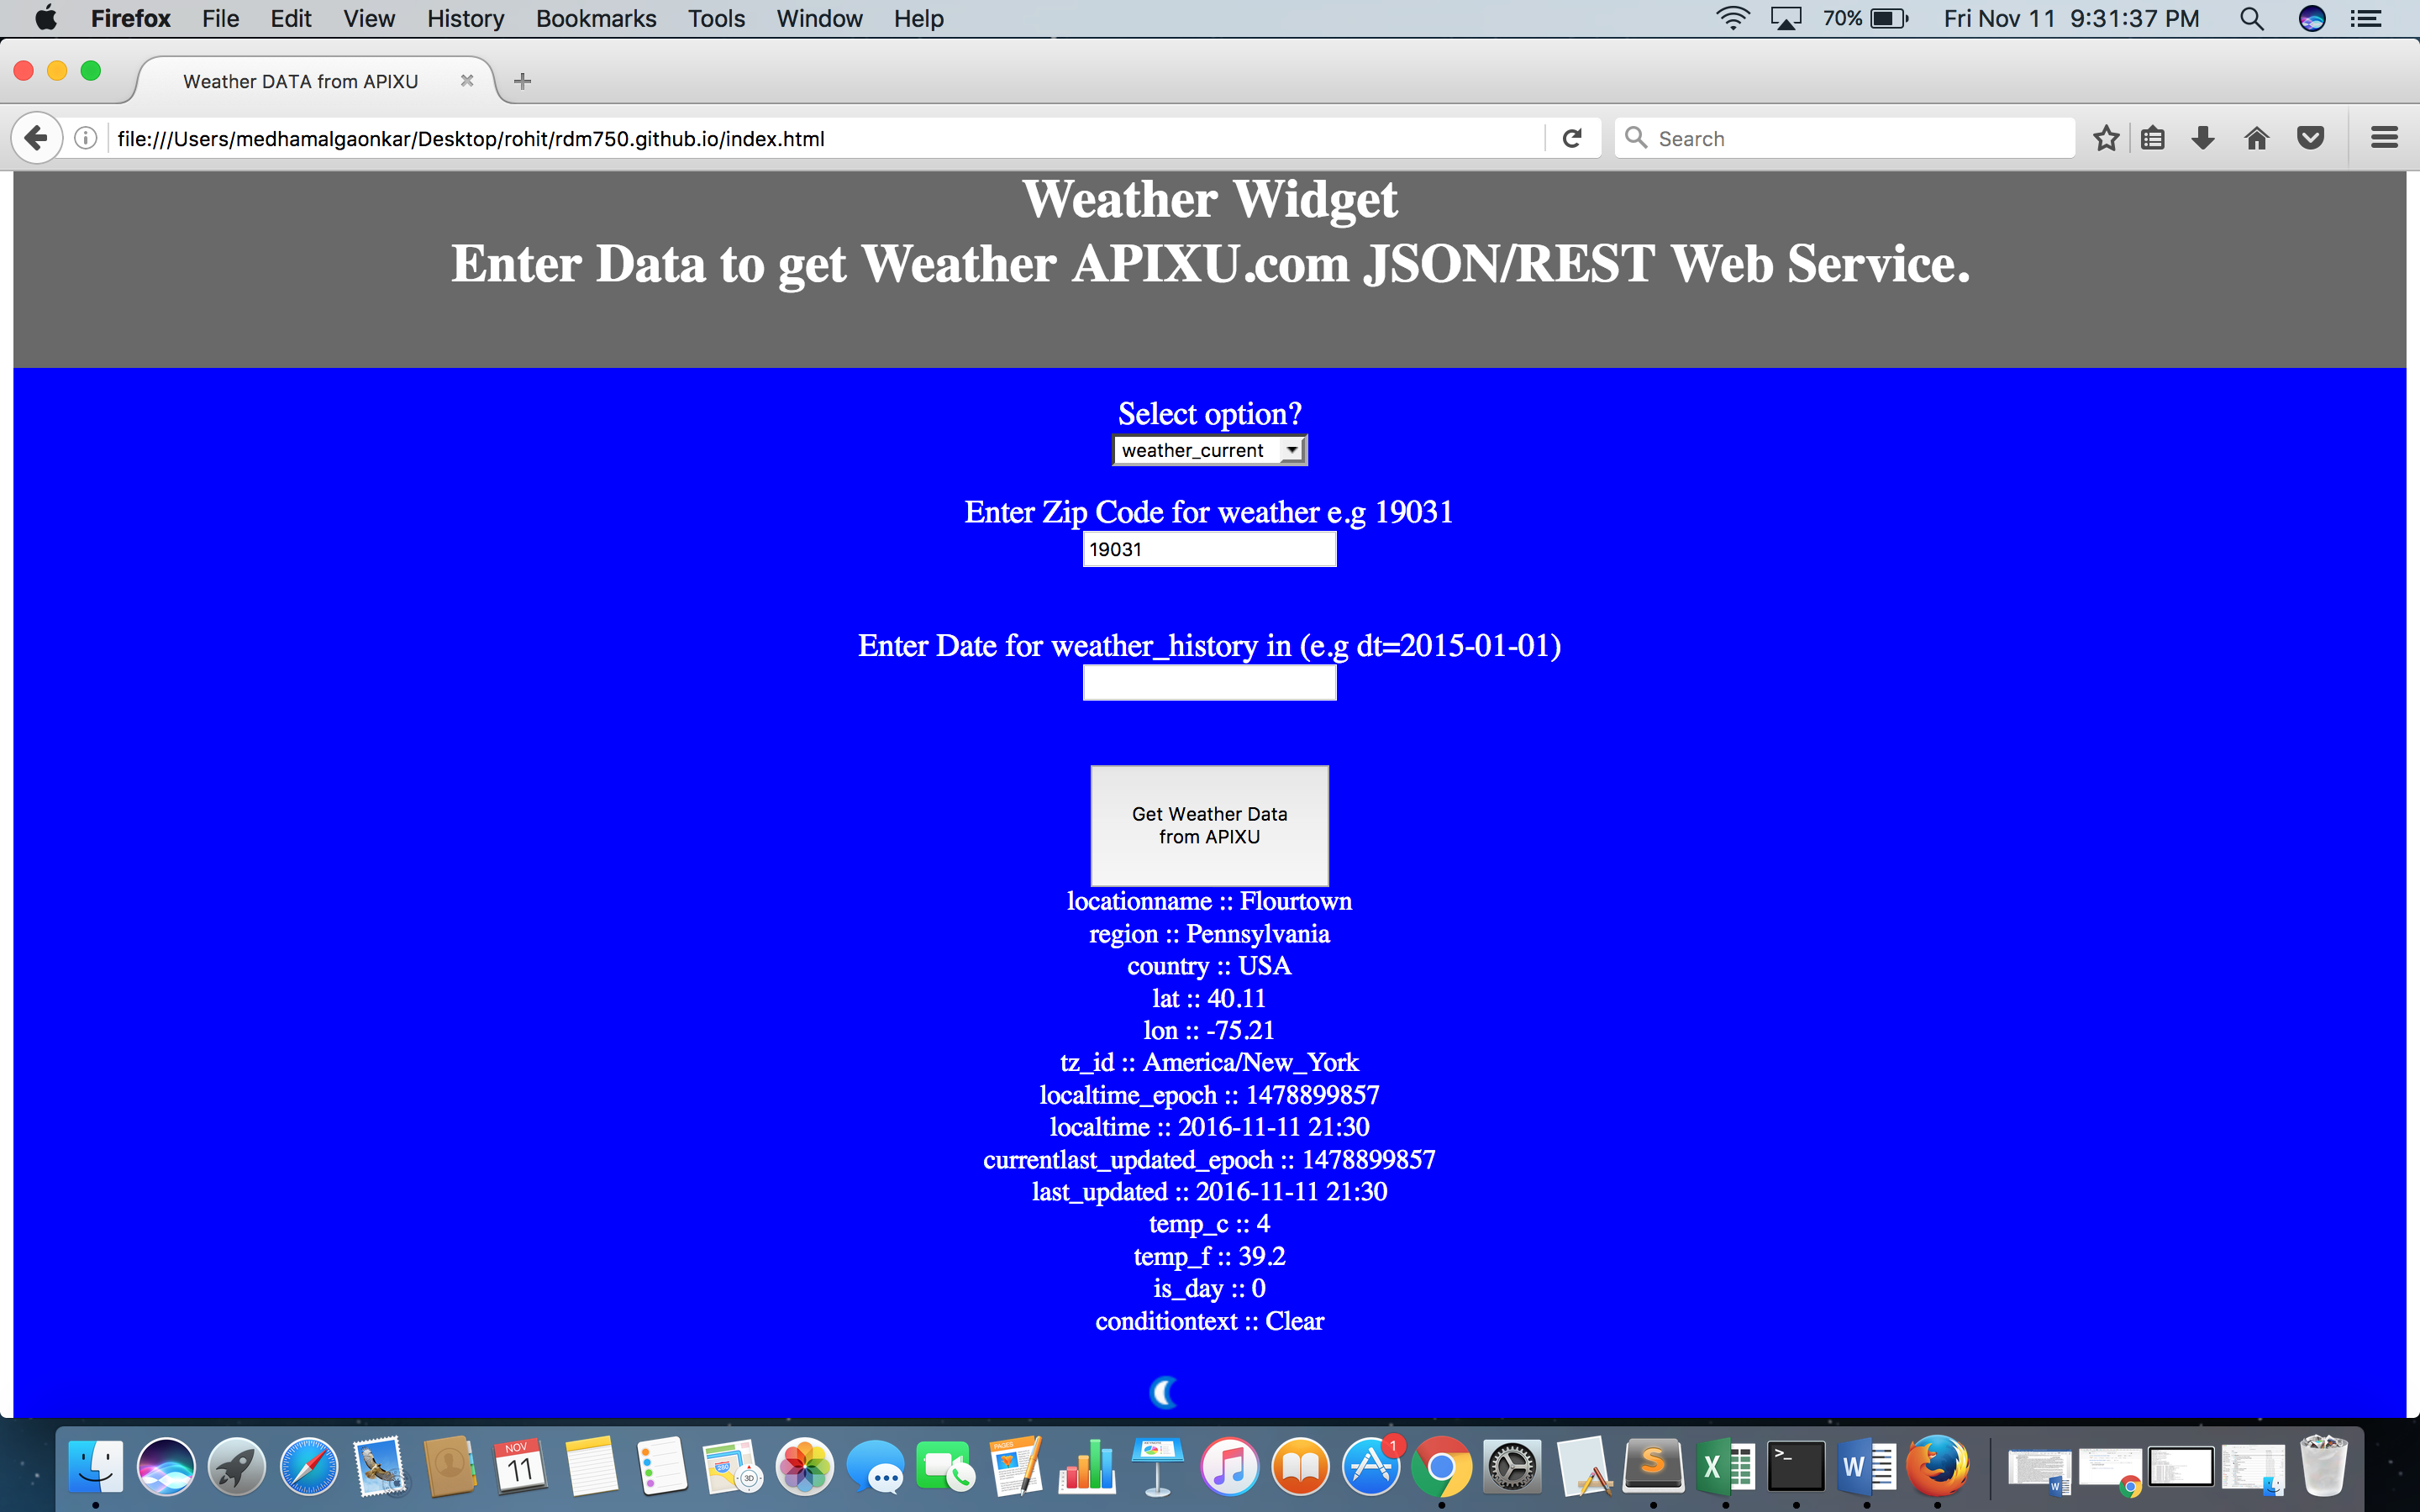 Firefox File Edit View History Bookmarks Tools Window Help 70% Fri Nov 11 9:31:37 PM
Weather DATA from APIXU
file:///Users/medhamalgaonkar/Desktop/rohit/rdm750.github.io/index.html Search
Weather Widget
Enter Data to get Weather APIXU.com JSON/REST Web Service.
Select option?
weather_current
Enter Zip Code for weather e.g 19031
19031
Enter Date for weather_history in (e.g dt=2015-01-01)
Get Weather Data
from APIXU
locationname :: Flourtown
region :: Pennsylvania
country :: USA
lat :: 40.11
lon :: -75.21
tz_id :: America/New_York
localtime_epoch :: 1478899857
localtime :: 2016-11-11 21:30
currentlast_updated_epoch :: 1478899857
last_updated :: 2016-11-11 21:30
temp_c :: 4
temp_f :: 39.2
is_day :: 0
conditiontext :: Clear
NOV
11
PAGES
3D
1
S
X
>_
W
W